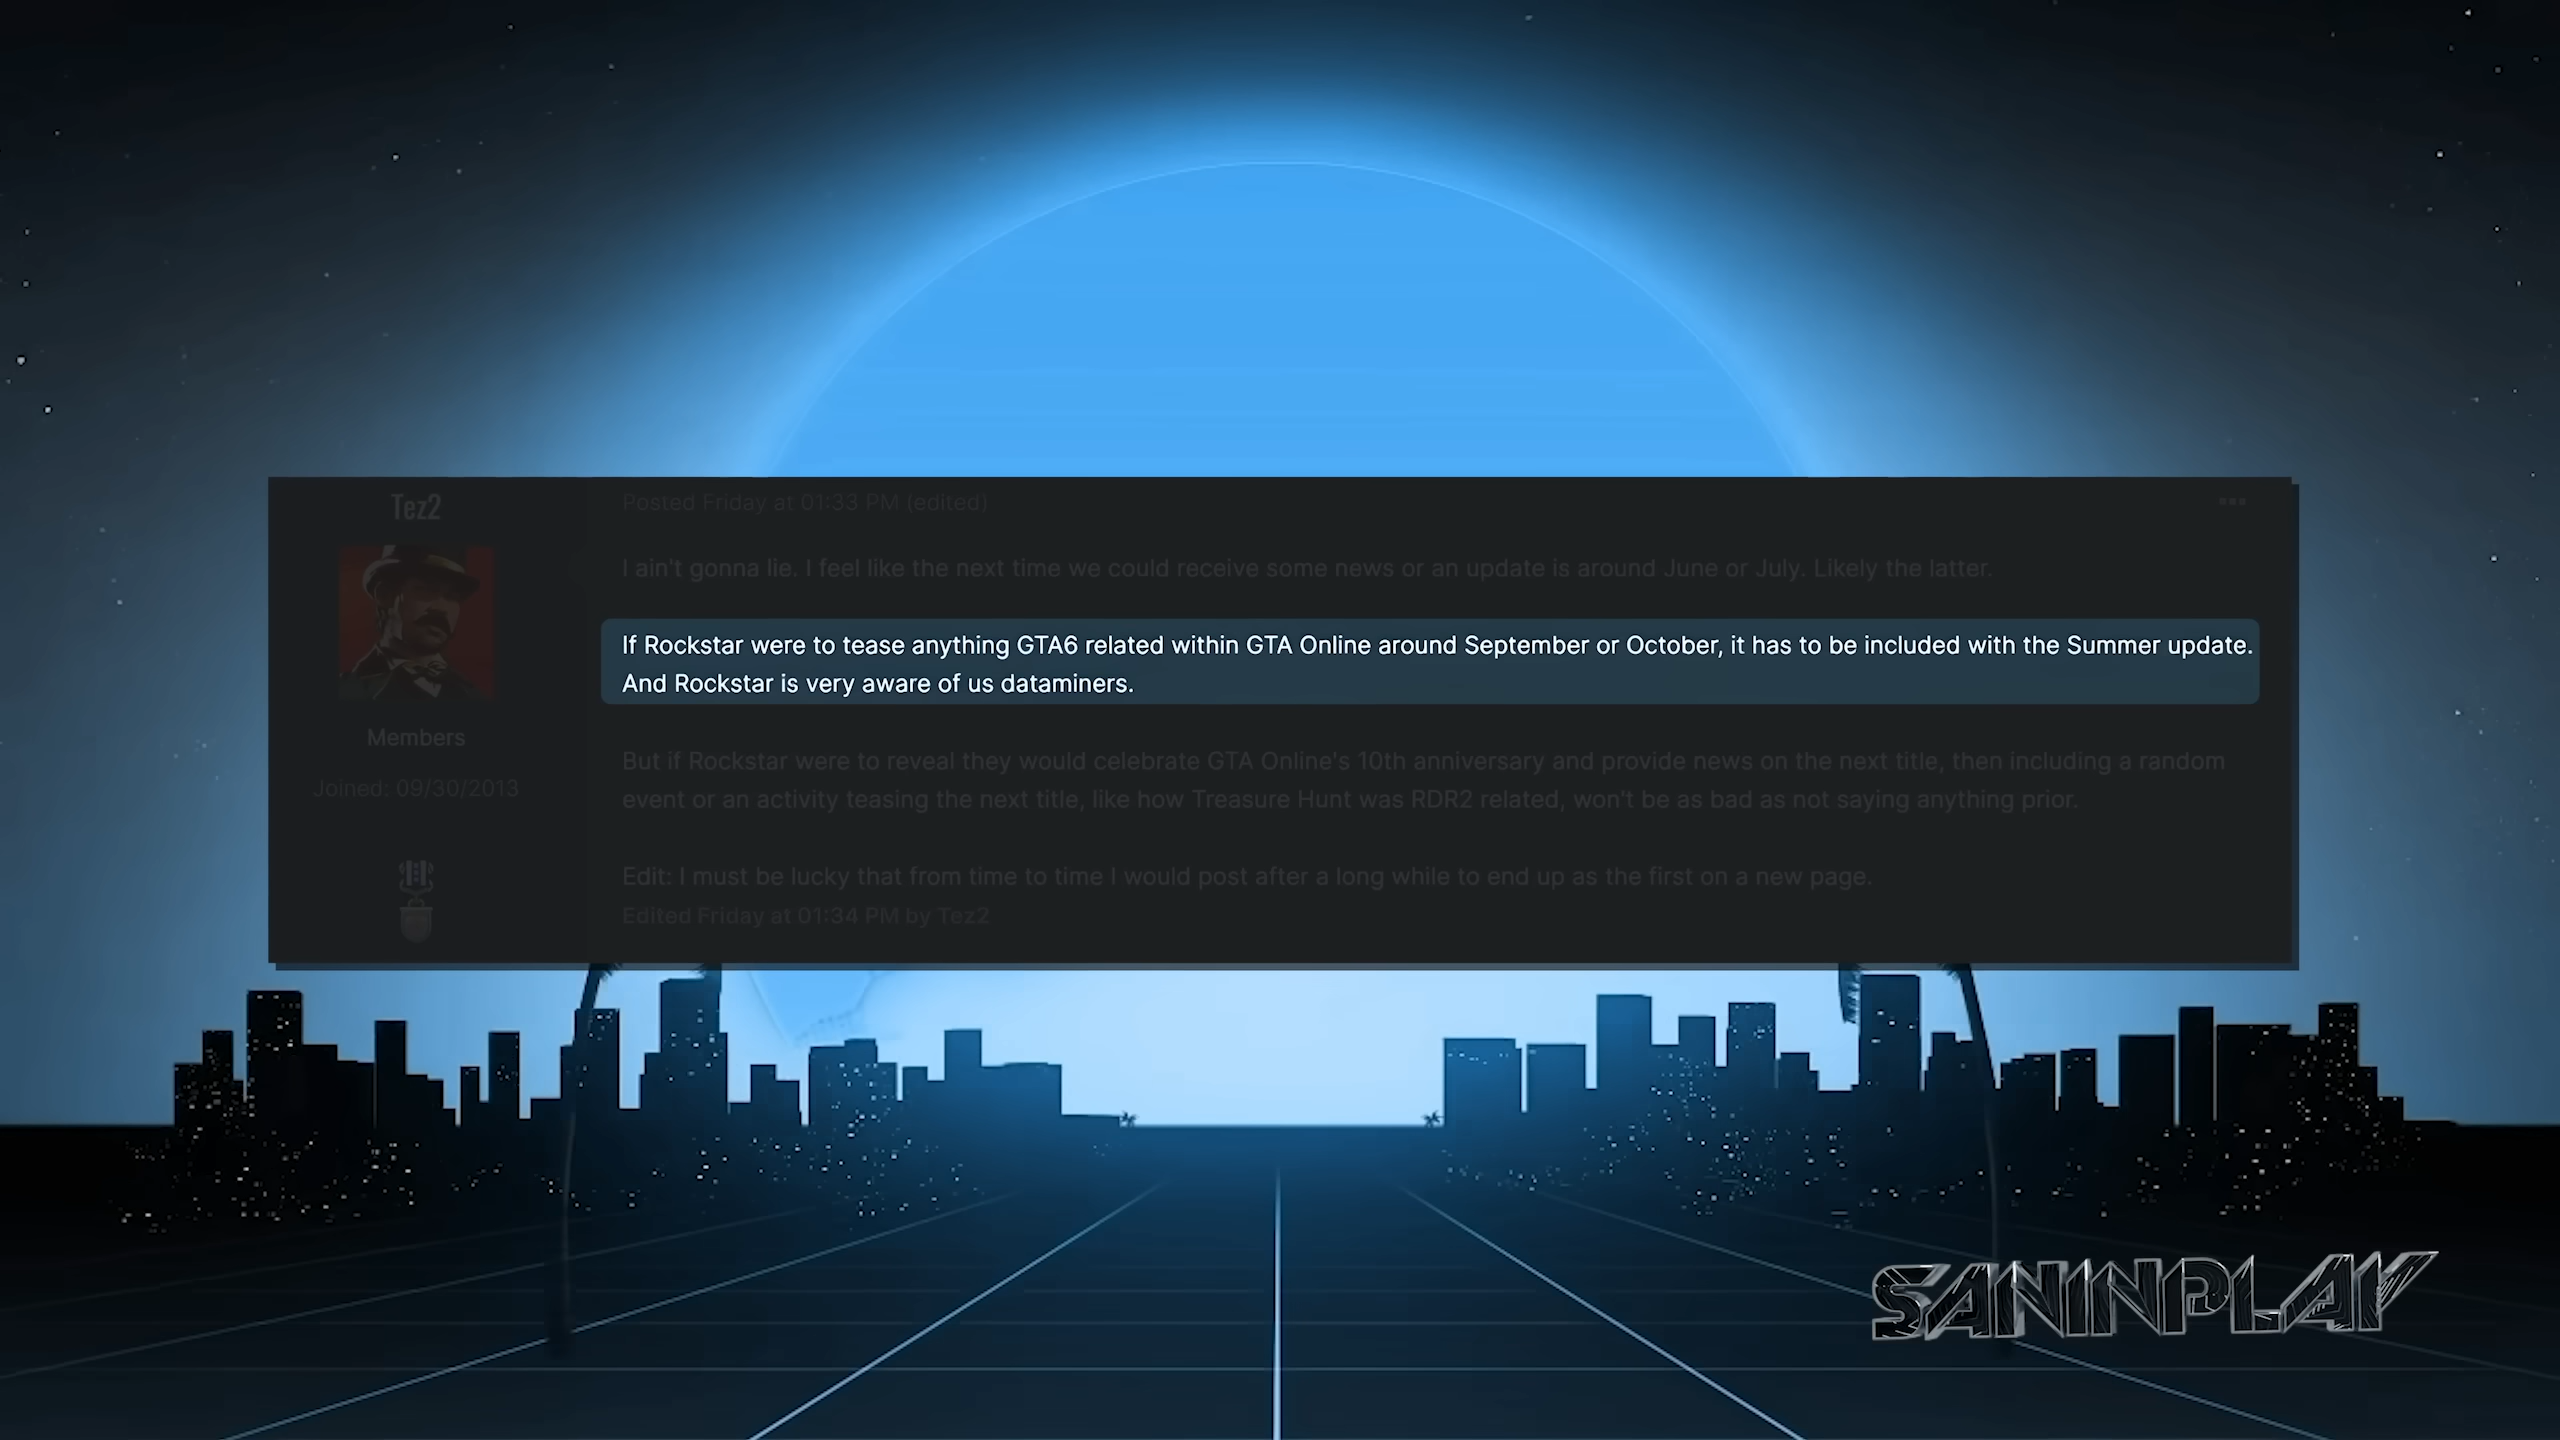 Tez2
Members
Joined: 09/30/2013
Posted Friday at 01:33 PM (edited)
I ain't gonna lie. I feel like the next time we could receive some news or an update is around June or July. Likely the latter.
If Rockstar were to tease anything GTA6 related within GTA Online around September or October, it has to be included with the Summer update.
And Rockstar is very aware of us dataminers.
But if Rockstar were to reveal they would celebrate GTA Online's 10th anniversary and provide news on the next title, then including a random
event or an activity teasing the next title, like how Treasure Hunt was RDR2 related, won't be as bad as not saying anything prior.
Edit: I must be lucky that from time to time I would post after a long while to end up as the first on a new page.
Edited Friday at 01:34 PM by Tez2
SANINPLAY